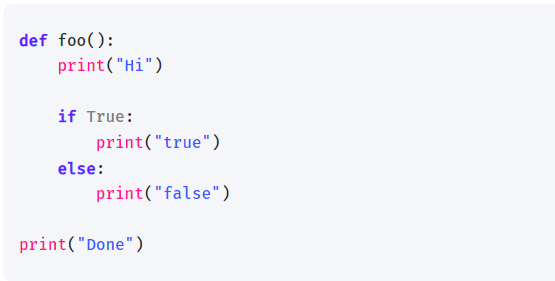 def foo():
    print("Hi")

    if True:
        print("true")
    else:
        print("false")

print("Done")